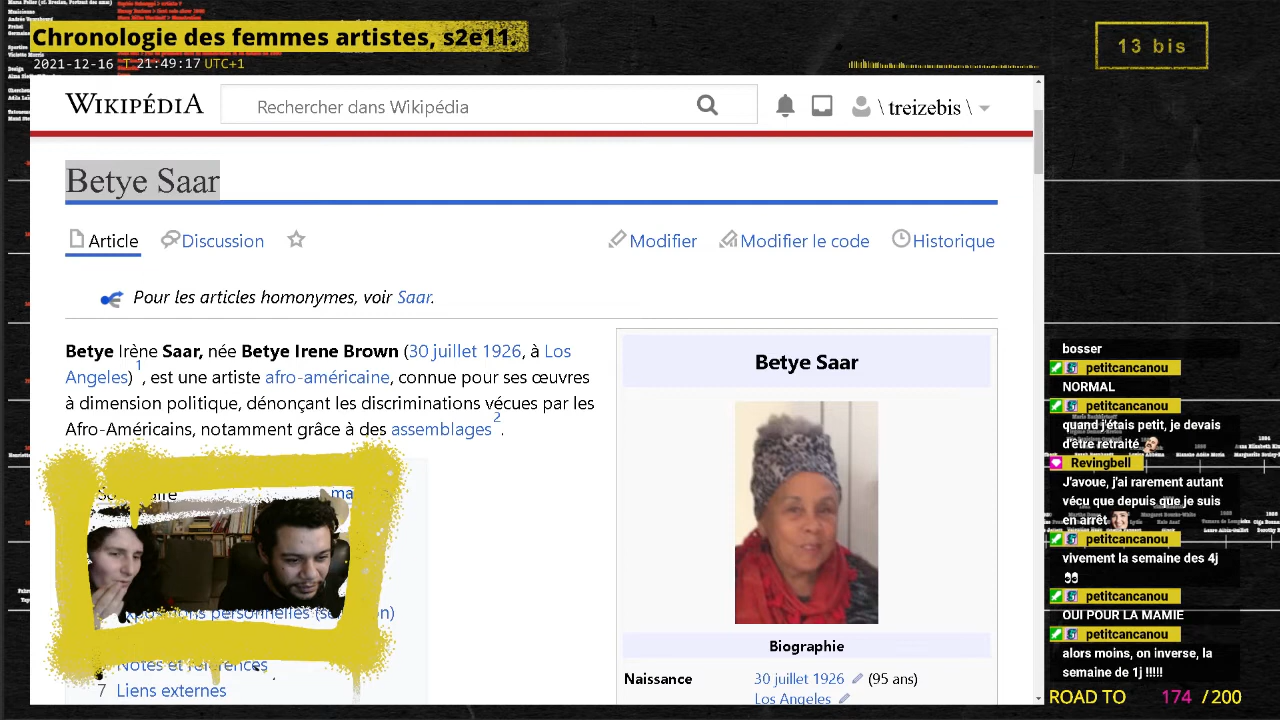 Chronologie des femmes artistes, s2e11.
2021-12-16 T 21:49:17 UTC+1
13 bis
WIKIPÉDIA
Rechercher dans Wikipédia
\ treizebis \
Betye Saar
Article
Discussion
Modifier
Modifier le code
Historique
Pour les articles homonymes, voir Saar.
Betye Irène Saar, née Betye Irene Brown (30 juillet 1926, à Los
Angeles) 1, est une artiste afro-américaine, connue pour ses œuvres
à dimension politique, dénonçant les discriminations vécues par les
Afro-Américains, notamment grâce à des assemblages 2.
Notes et références
7 Liens externes
Betye Saar
Biographie
Naissance
30 juillet 1926 (95 ans)
Los Angeles
bosser
petitcancanou
NORMAL
petitcancanou
quand j'étais petit, je devais
d'etre retraité
Revingbell
J'avoue, j'ai rarement autant
vécu que depuis que je suis
en arrêt
petitcancanou
vivement la semaine des 4j
petitcancanou
OUI POUR LA MAMIE
petitcancanou
alors moins, on inverse, la
semaine de 1j !!!!!
ROAD TO 174 / 200